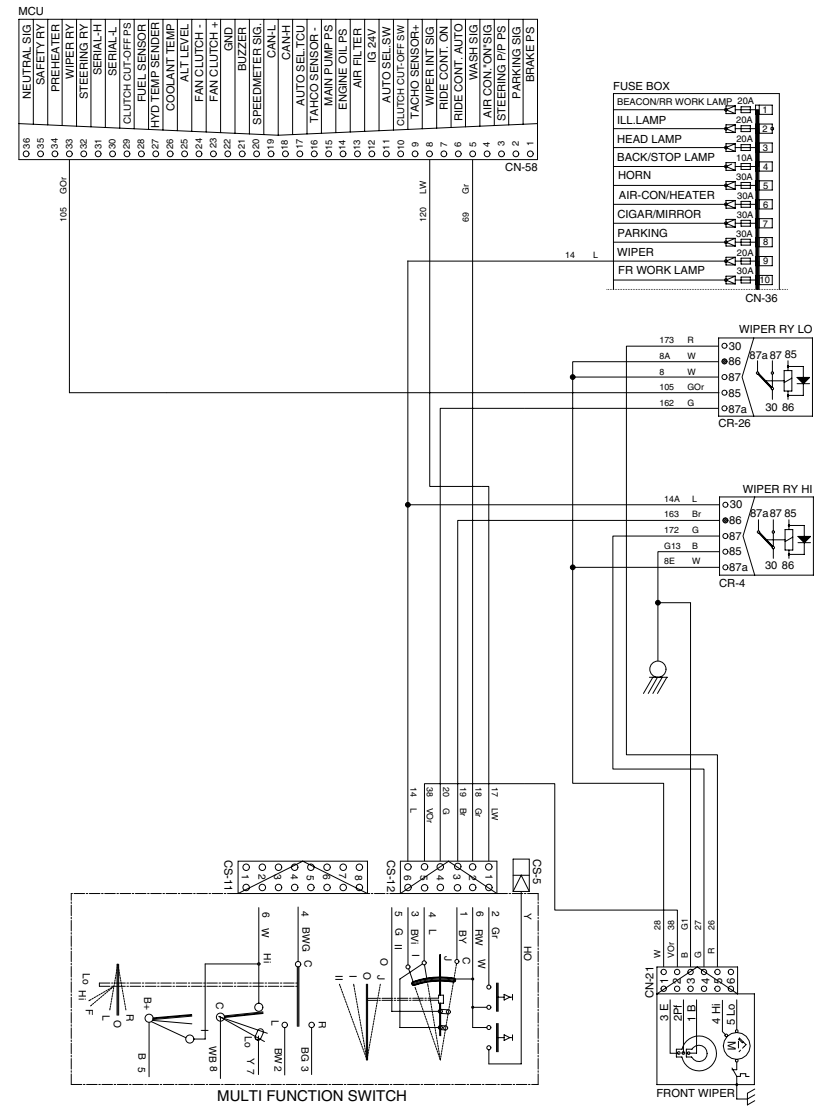 MCU
NEUTRAL SIG
SAFETY RY
PREHEATER
WIPER RY
STEERING RY
SERIAL-H
SERIAL-L
CLUTCH CUT-OFF PS
FUEL SENSOR
HYD TEMP SENDER
COOLANT TEMP
ALT LEVEL
FAN CLUTCH -
FAN CLUTCH +
GND
BUZZER
SPEEDMETER SIG.
CAN-L
CAN-H
AUTO SEL.TCU
TAHCO SENSOR -
MAIN PUMP PS
ENGINE OIL PS
AIR FILTER
IG 24V
AUTO SEL.SW
CLUTCH CUT-OFF SW
TACHO SENSOR+
WIPER INT SIG
RIDE CONT. ON
RIDE CONT. AUTO
WASH SIG
AIR CON."ON"SIG
STEERING P/P PS
PARKING SIG
BRAKE PS
36 35 34 33 32 31 30 29 28 27 26 25 24 23 22 21 20 19 18 17 16 15 14 13 12 11 10 9 8 7 6 5 4 3 2 1
CN-58
105 GOr
120 LW
69 Gr
FUSE BOX
BEACON/RR WORK LAMP 20A 1
ILL.LAMP 20A 2
HEAD LAMP 20A 3
BACK/STOP LAMP 10A 4
HORN 30A 5
AIR-CON/HEATER 30A 6
CIGAR/MIRROR 30A 7
PARKING 30A 8
14 L WIPER 20A 9
FR WORK LAMP 30A 10
CN-36
WIPER RY LO
173 R 30
8A W 86
8 W 87
105 GOr 85
162 G 87a
87a 87 85
30 86
CR-26
WIPER RY HI
14A L 30
163 Br 86
172 G 87
G13 B 85
8E W 87a
87a 87 85
30 86
CR-4
14 L
38 VOr
20 G
19 Br
18 Gr
17 LW
CS-11
1 2 3 4 5 6 7 8
CS-12
6 5 4 3 2 1
CS-5
28 W
38 VOr
G1 B
27 G
26 R
CN-21
1 2 3 4 5 6
3 E
2Pr
1 B
4 Hi
5 Lo
M
FRONT WIPER
6 W Hi
4 BWG C
5 G II
3 BVi I
4 L
J
1 BY C
6 RW W
2 Gr
Y HO
O J
II I O J
Lo Hi F
L O R
B+
I
B 5
C
WB 8
Lo
Y 7
L
BW 2
R
BG 3
MULTI FUNCTION SWITCH